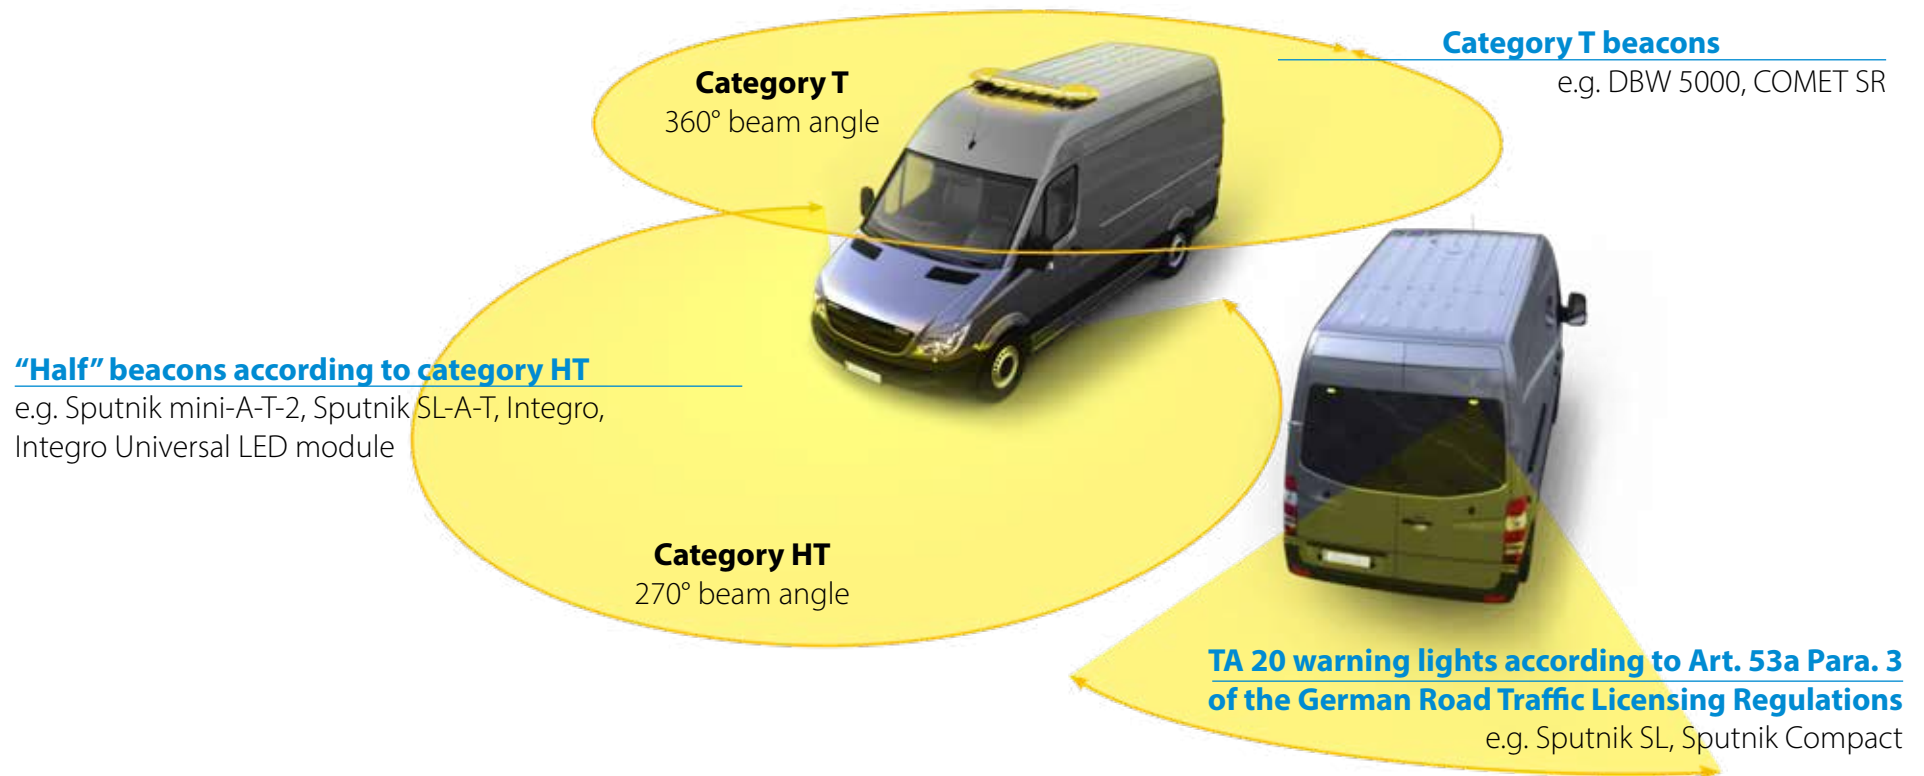 Category T beacons
e.g. DBW 5000, COMET SR
Category T
360° beam angle
“Half” beacons according to category HT
e.g. Sputnik mini-A-T-2, Sputnik SL-A-T, Integro,
Integro Universal LED module
Category HT
270° beam angle
TA 20 warning lights according to Art. 53a Para. 3
of the German Road Traffic Licensing Regulations
e.g. Sputnik SL, Sputnik Compact